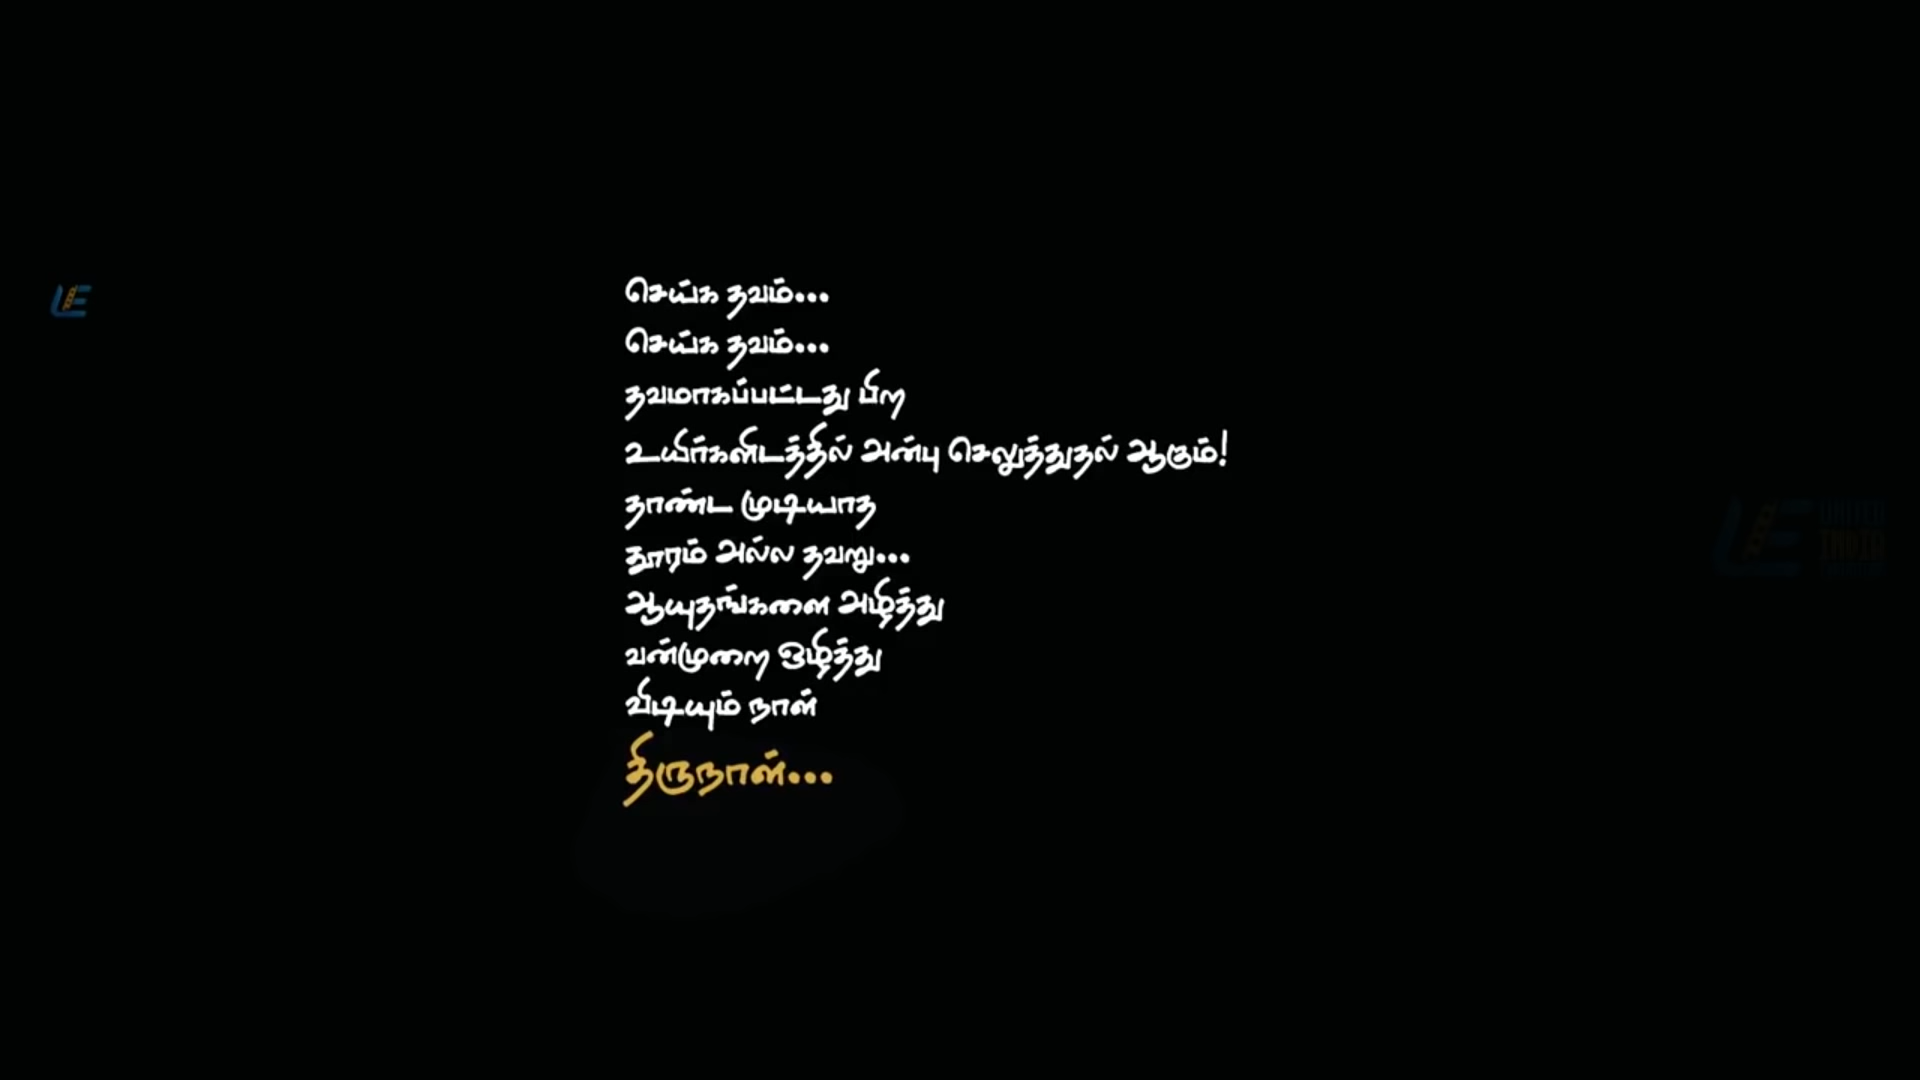 செய்க தவம்...
செய்க தவம்...
தவமாகப்பட்டது பிற
உயிர்களிடத்தில் அன்பு செலுத்துதல் ஆகும்!
தாண்ட முடியாத
தூரம் அல்ல தவறு...
ஆயுதங்களை அழித்து
வன்முறை ஒழித்து
விடியும் நாள்
திருநாள்...